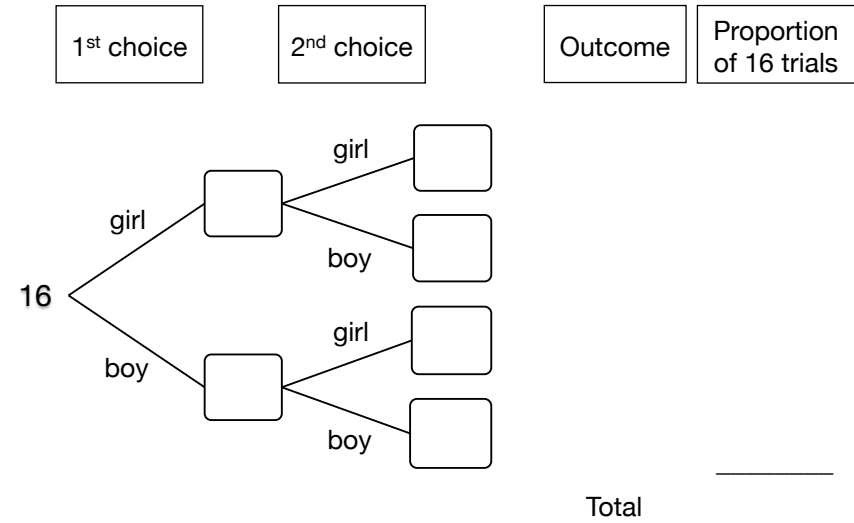 1st choice
2nd choice
Outcome
Proportion
of 16 trials
girl
girl
boy
16
girl
boy
boy
Total